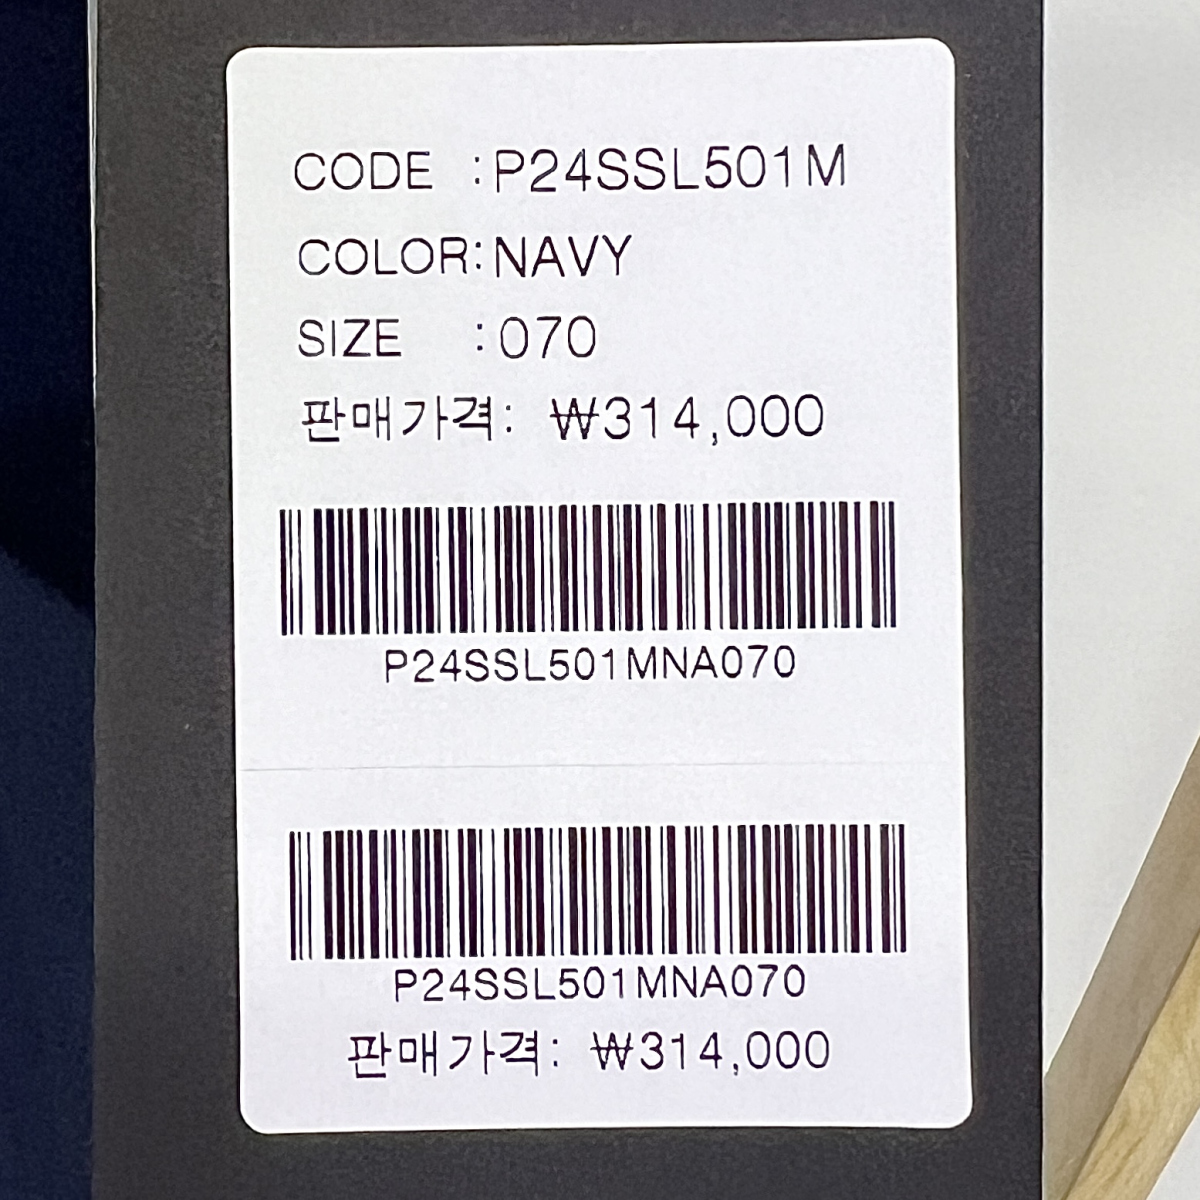 CODE :P24SSL501M
COLOR:NAVY
SIZE :070
판매가격: ₩314,000
P24SSL501MNA070
P24SSL501MNA070
판매가격: ₩314,000